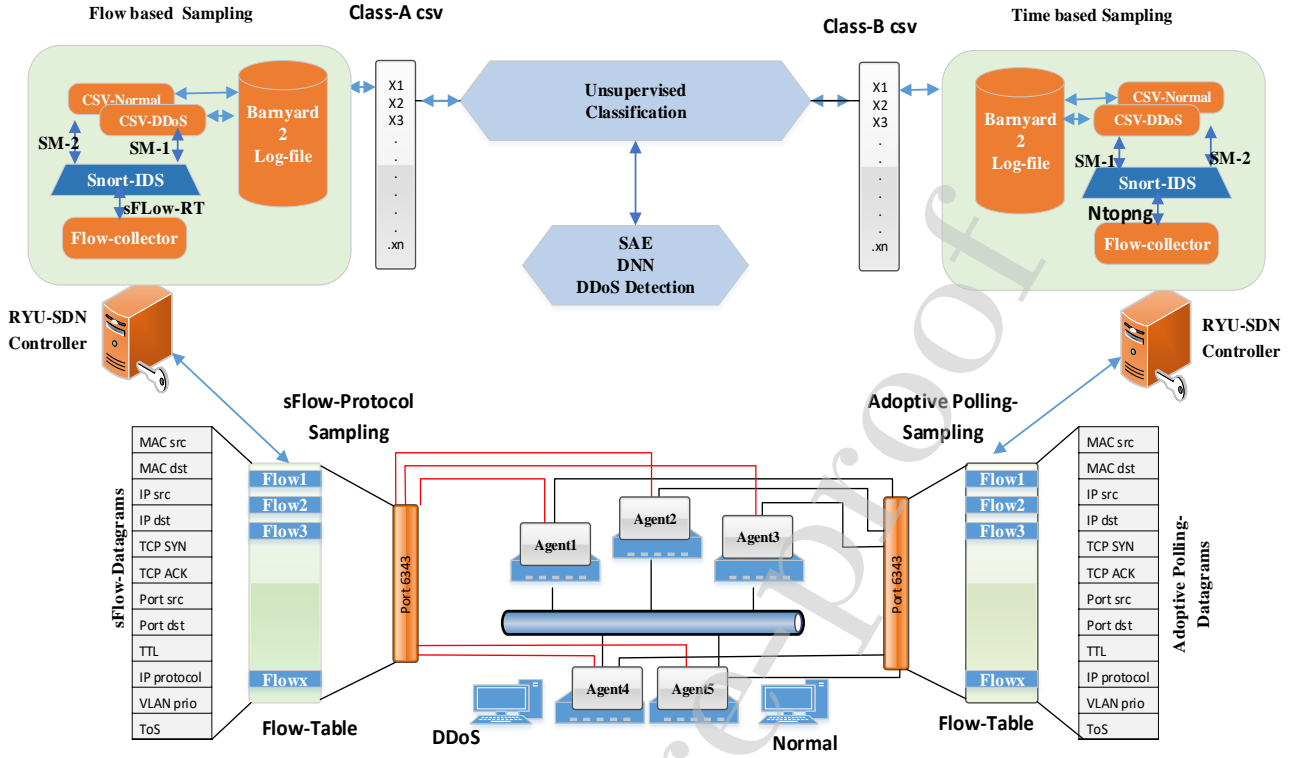 Flow based Sampling
Class-A csv
Class-B csv
Time based Sampling
CSV-Normal
CSV-DDoS
SM-2
SM-1
Snort-IDS
sFLow-RT
Flow-collector
Barnyard
2
Log-file
X1
X2
X3
.
.
.
.
.
.
.xn
Unsupervised
Classification
SAE
DNN
DDoS Detection
X1
X2
X3
.
.
.
.
.
.
.xn
Barnyard
2
Log-file
CSV-Normal
CSV-DDoS
SM-1
SM-2
Snort-IDS
Ntopng
Flow-collector
RYU-SDN
Controller
RYU-SDN
Controller
sFlow-Protocol
Sampling
Adoptive Polling-
Sampling
sFlow-Datagrams
MAC src
MAC dst
IP src
IP dst
TCP SYN
TCP ACK
Port src
Port dst
TTL
IP protocol
VLAN prio
ToS
Flow1
Flow2
Flow3
Flowx
Flow-Table
Port 6343
Agent1
Agent2
Agent3
Agent4
Agent5
DDoS
Normal
Port 6343
Flow1
Flow2
Flow3
Flowx
Flow-Table
MAC src
MAC dst
IP src
IP dst
TCP SYN
TCP ACK
Port src
Port dst
TTL
IP protocol
VLAN prio
ToS
Adoptive Polling-
Datagrams
re-proof